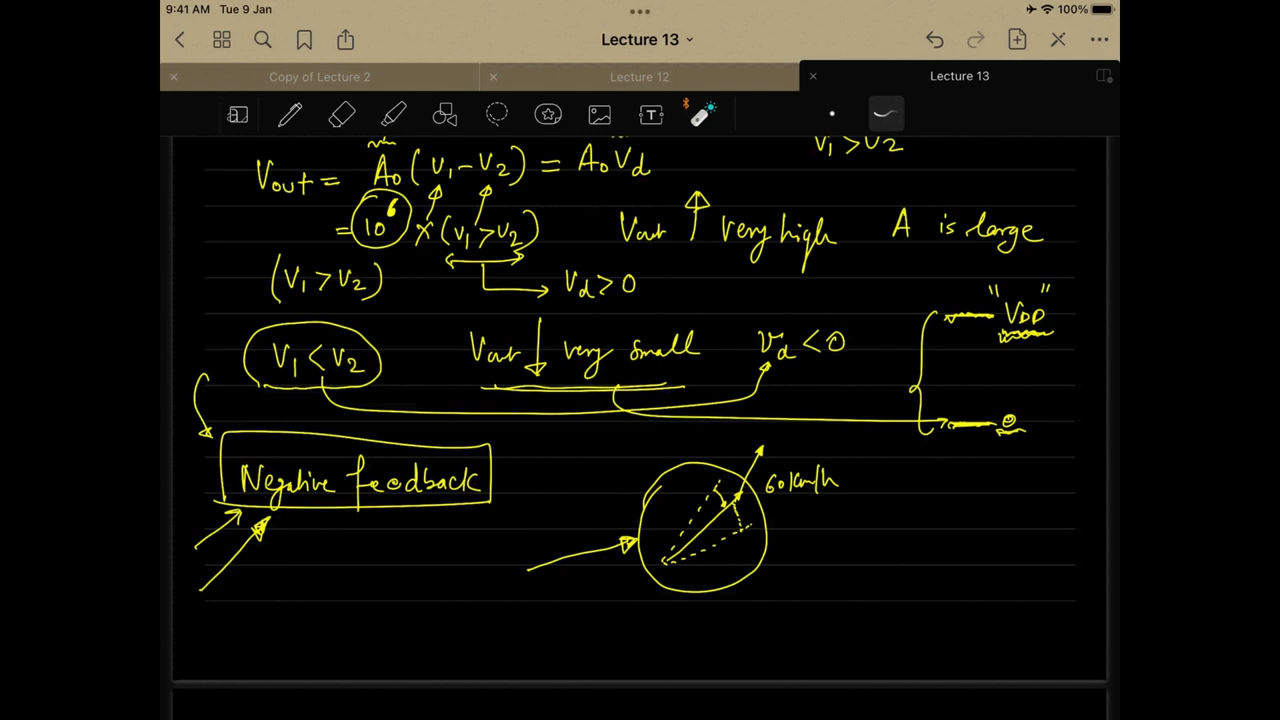 9:41 AM Tue 9 Jan
100%
Lecture 13
Copy of Lecture 2
Lecture 12
Lecture 13
V1 > V2
Vout = A0 (V1 - V2) = A0 Vd
= 10^6 × (V1 > V2) Vout ↑ very high A is large
(V1 > V2) Vd > 0
"VDD"
V1 < V2 Vout ↓ very small Vd < 0
0
Negative feedback
60 km/h